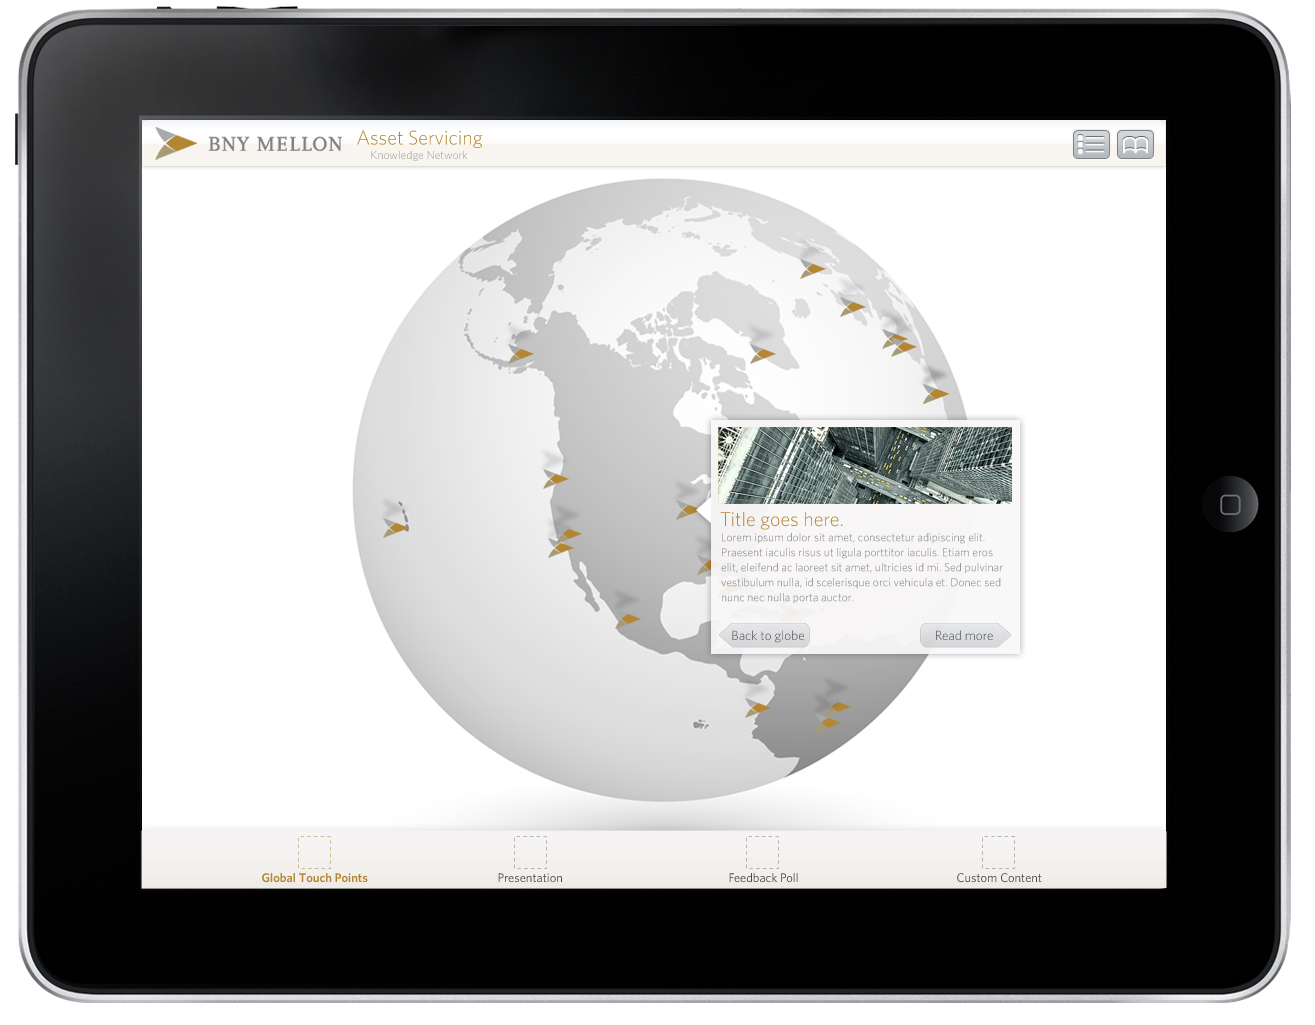 BNY MELLON
Asset Servicing
Knowledge Network
Title goes here.
Lorem ipsum dolor sit amet, consectetur adipiscing elit.
Praesent iaculis risus ut ligula porttitor iaculis. Etiam eros
elit, eleifend ac laoreet sit amet, ultricies id mi. Sed pulvinar
vestibulum nulla, id scelerisque orci vehicula et. Donec sed
nunc nec nulla porta auctor.
Back to globe
Read more
Global Touch Points
Presentation
Feedback Poll
Custom Content